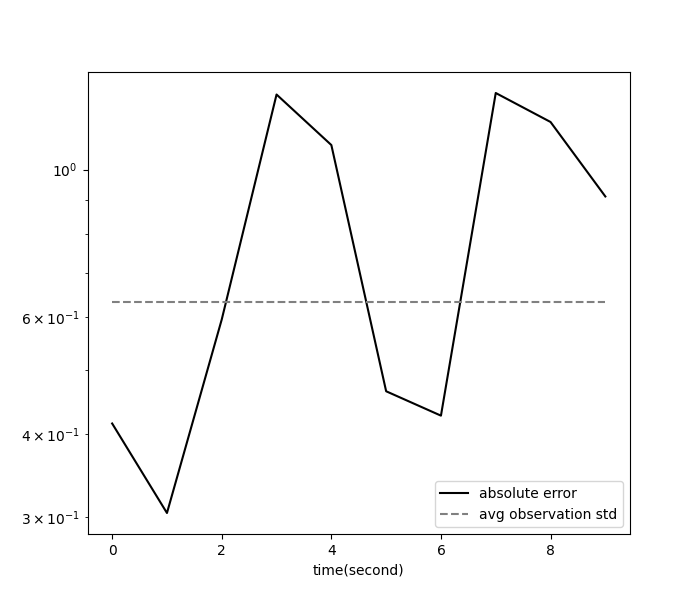 10⁰
6 × 10⁻¹
4 × 10⁻¹
3 × 10⁻¹
absolute error
avg observation std
0 2 4 6 8
time(second)